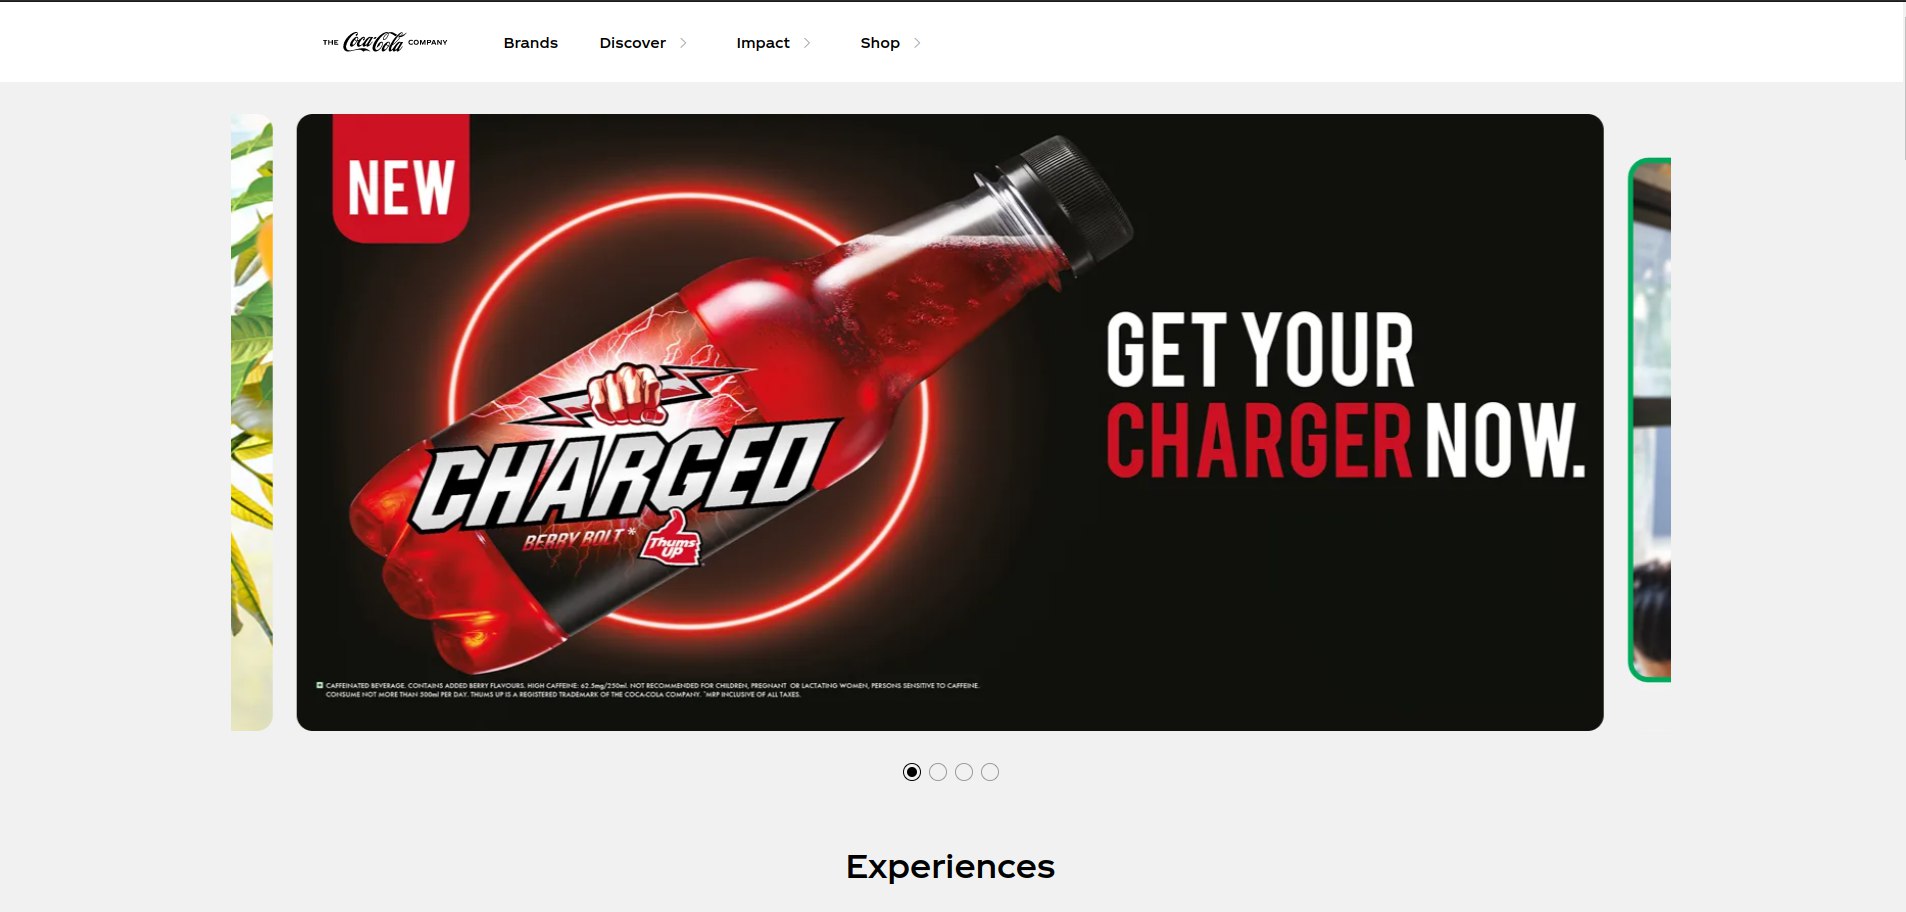 THE Coca-Cola COMPANY
Brands
Discover
Impact
Shop
NEW
GET YOUR
CHARGER NOW.
CHARGED
BERRY BOLT*
Thums
UP
CAFFEINATED BEVERAGE. CONTAINS ADDED BERRY FLAVOURS. HIGH CAFFEINE: 62.5mg/250ml. NOT RECOMMENDED FOR CHILDREN, PREGNANT OR LACTATING WOMEN, PERSONS SENSITIVE TO CAFFEINE.
CONSUME NOT MORE THAN 500ml PER DAY. THUMS UP IS A REGISTERED TRADEMARK OF THE COCA-COLA COMPANY. *MRP INCLUSIVE OF ALL TAXES.
Experiences